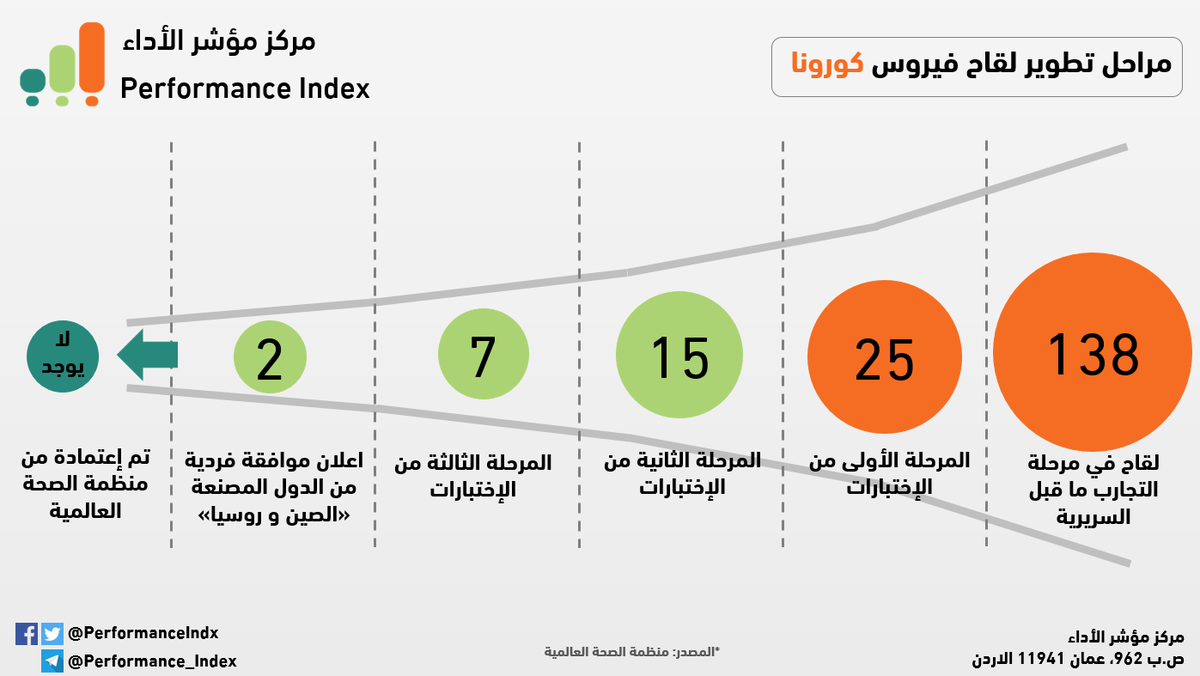 مركز مؤشر الأداء
Performance Index
مراحل تطوير لقاح فيروس كورونا
138
لقاح في مرحلة
التجارب ما قبل
السريرية
25
المرحلة الأولى من
الإختبارات
15
المرحلة الثانية من
الإختبارات
7
المرحلة الثالثة من
الإختبارات
2
اعلان موافقة فردية
من الدول المصنعة
«الصين و روسيا»
لا
يوجد
تم إعتمادة من
منظمة الصحة
العالمية
مركز مؤشر الأداء
ص.ب 962، عمان 11941 الاردن
*المصدر: منظمة الصحة العالمية
@PerformanceIndx
@Performance_Index